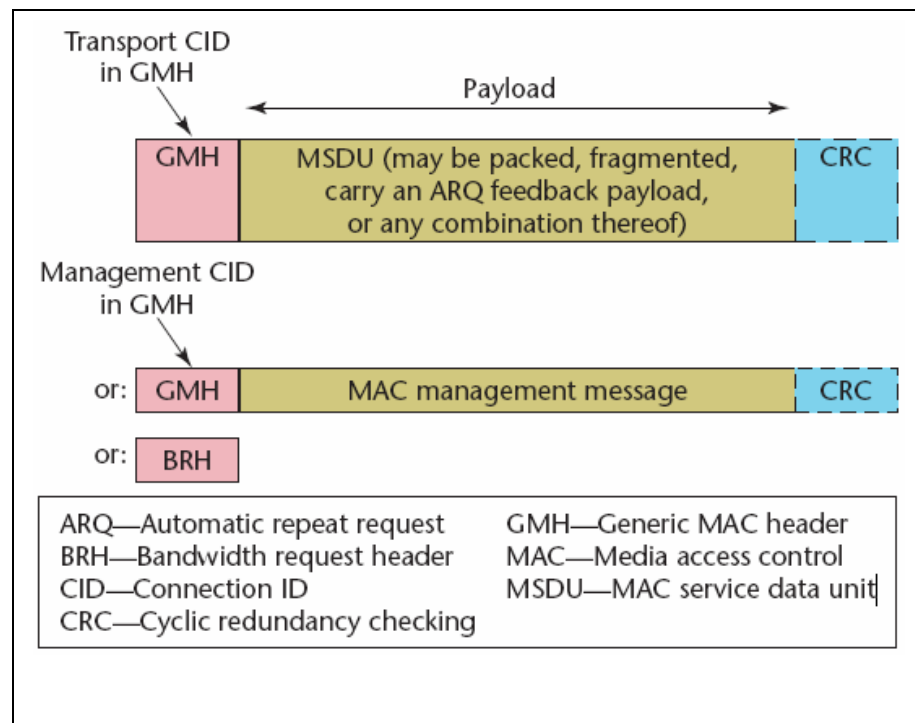 Transport CID
in GMH
Payload
GMH
MSDU (may be packed, fragmented,
carry an ARQ feedback payload,
or any combination thereof)
CRC
Management CID
in GMH
or:
GMH
MAC management message
CRC
or:
BRH
ARQ—Automatic repeat request
BRH—Bandwidth request header
CID—Connection ID
CRC—Cyclic redundancy checking
GMH—Generic MAC header
MAC—Media access control
MSDU—MAC service data unit